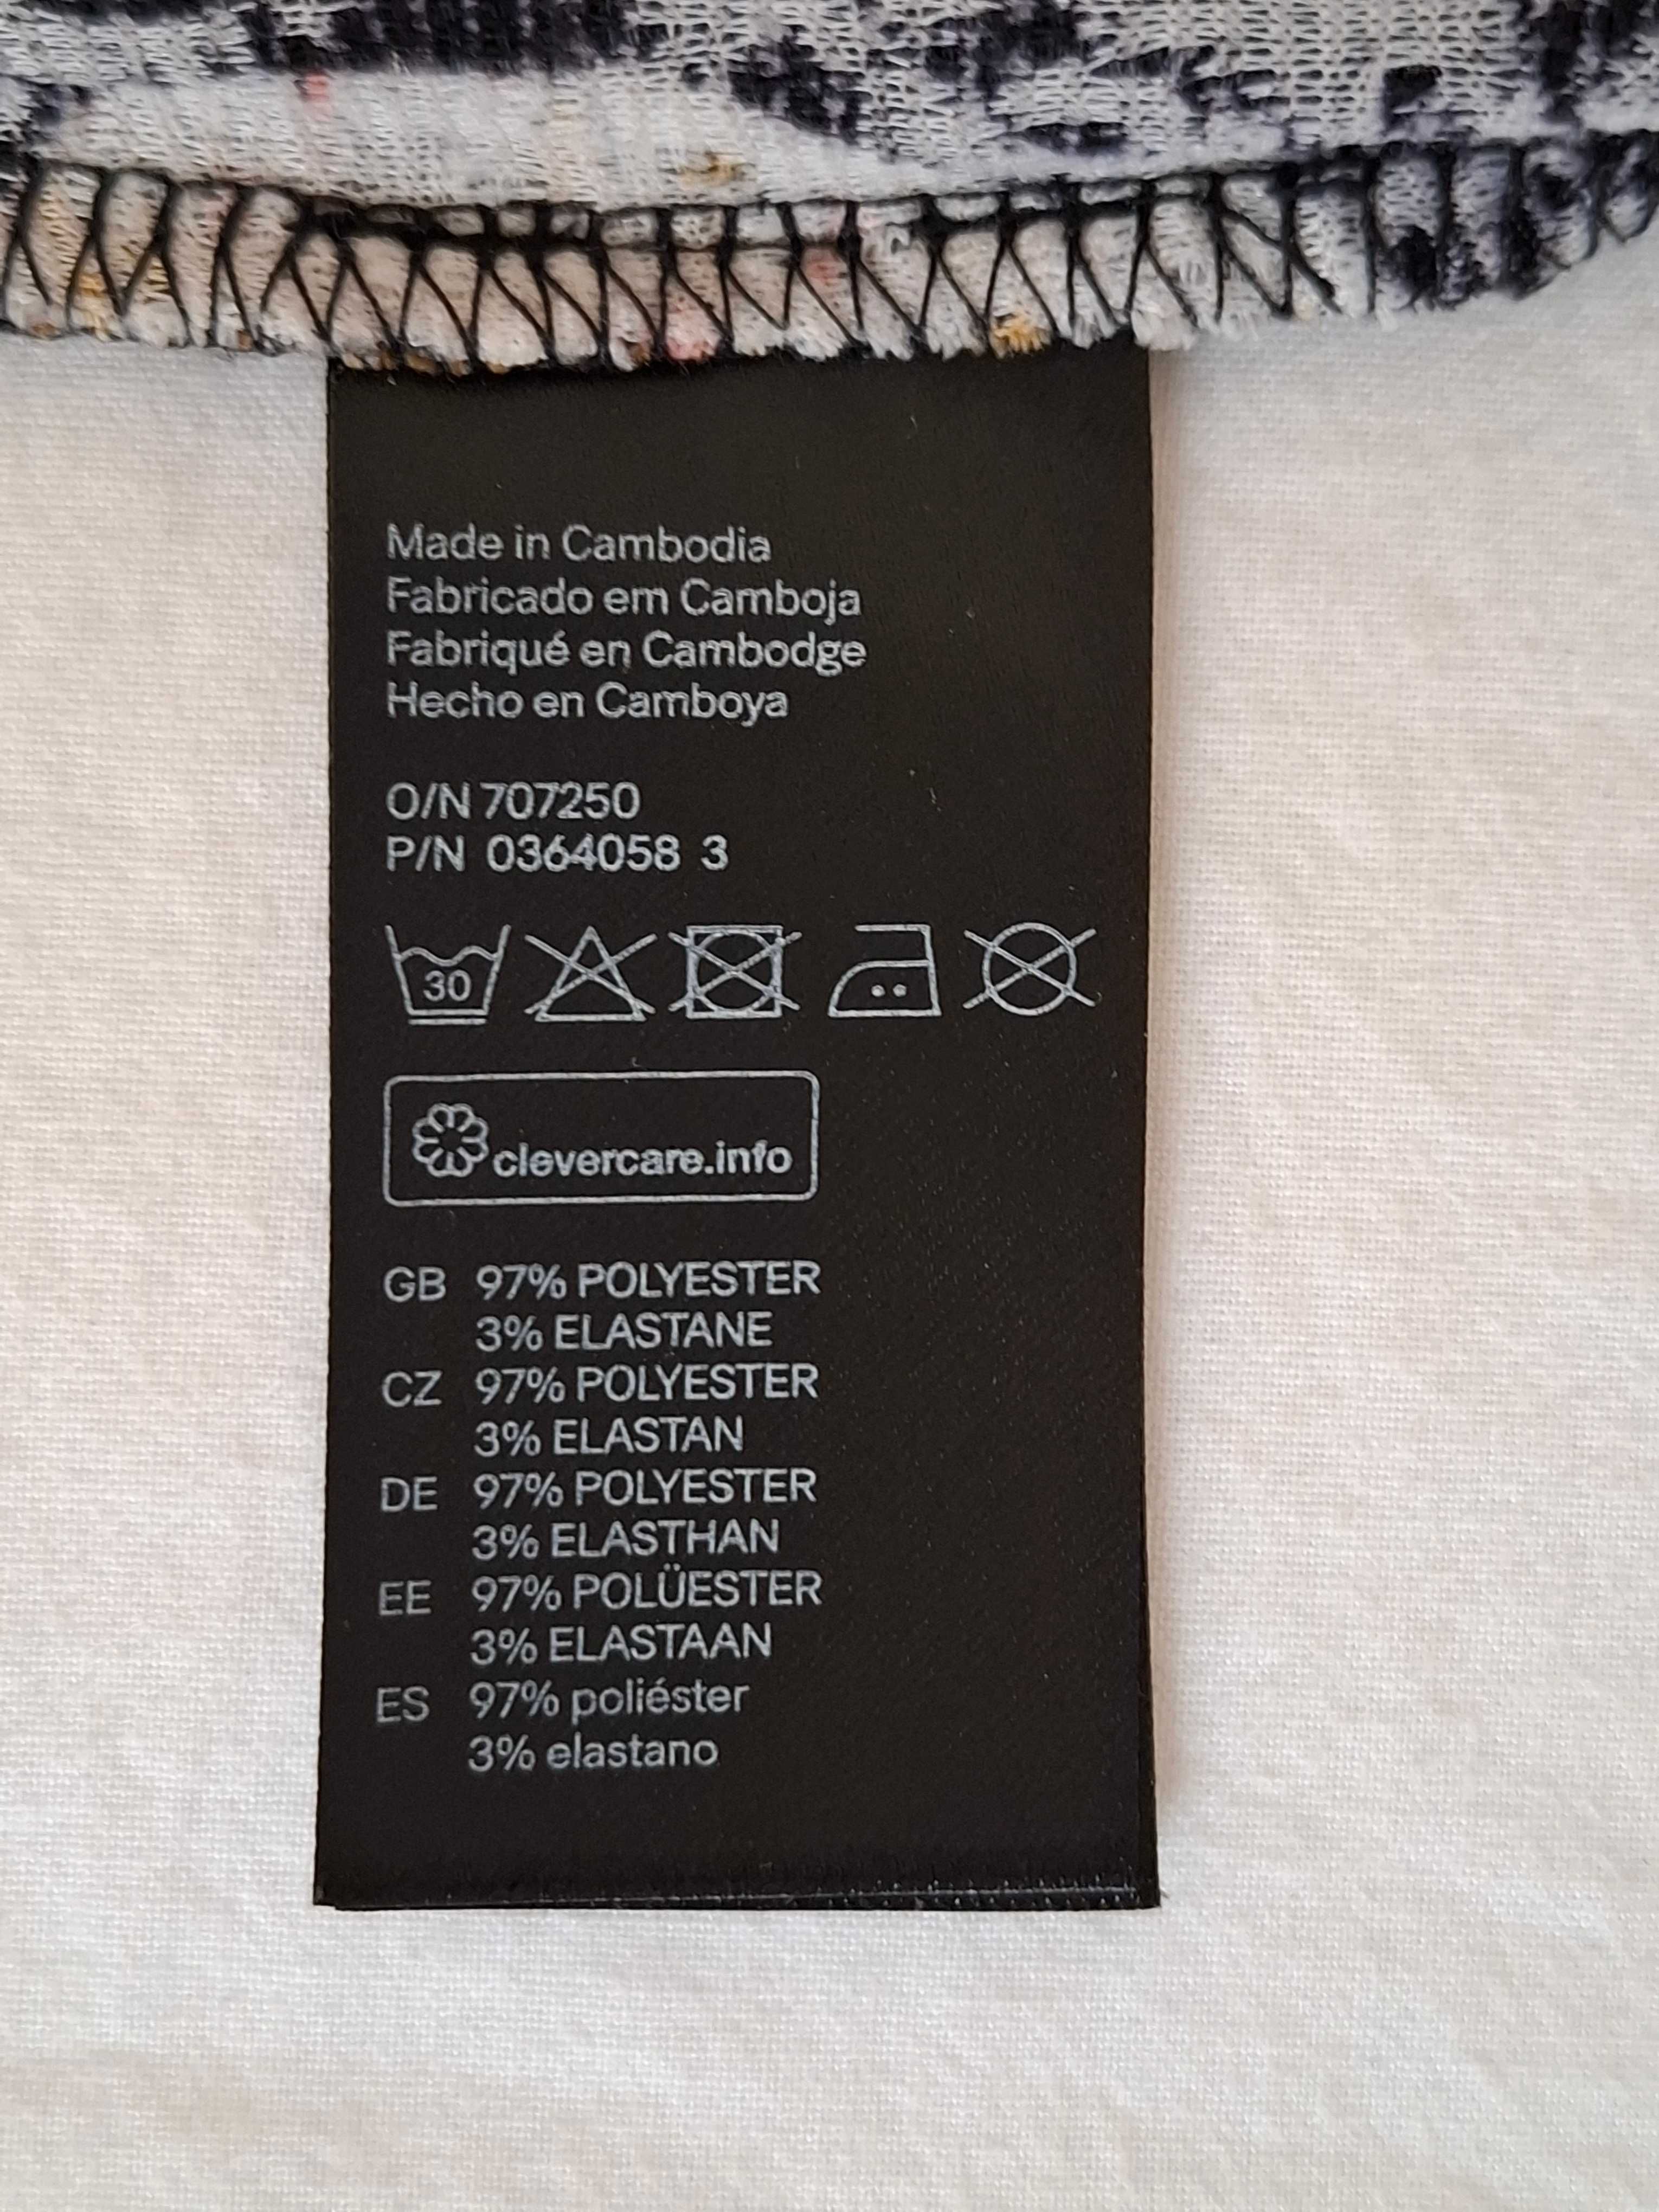 Made in Cambodia
Fabricado em Camboja
Fabriqué en Cambodge
Hecho en Camboya
O/N 707250
P/N 0364058 3
30
clevercare.info
GB 97% POLYESTER
3% ELASTANE
CZ 97% POLYESTER
3% ELASTAN
DE 97% POLYESTER
3% ELASTHAN
EE 97% POLÜESTER
3% ELASTAAN
ES 97% poliéster
3% elastano